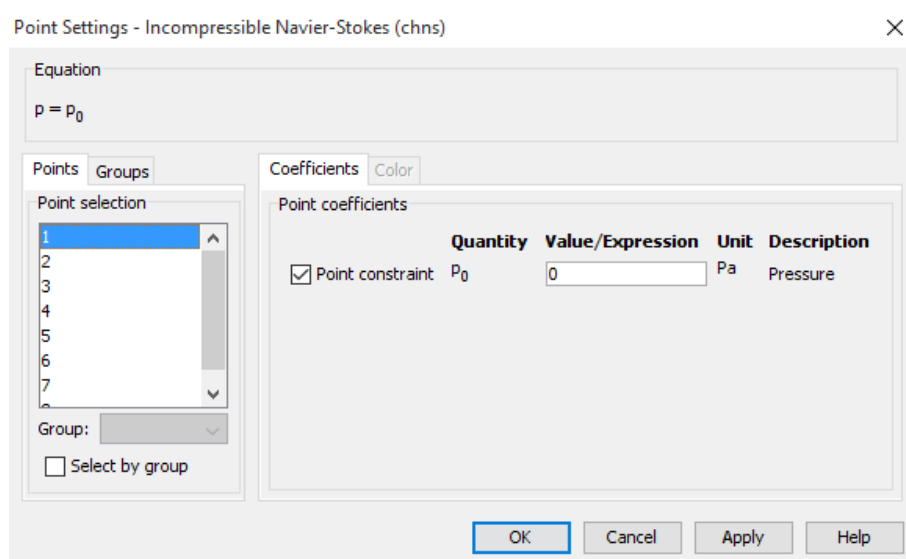 Point Settings - Incompressible Navier-Stokes (chns)
Equation
p = p₀
Points Groups
Coefficients Color
Point selection
Point coefficients
1
2
3
4
5
6
7
Quantity Value/Expression Unit Description
Point constraint p₀ 0 Pa Pressure
Group:
Select by group
OK Cancel Apply Help